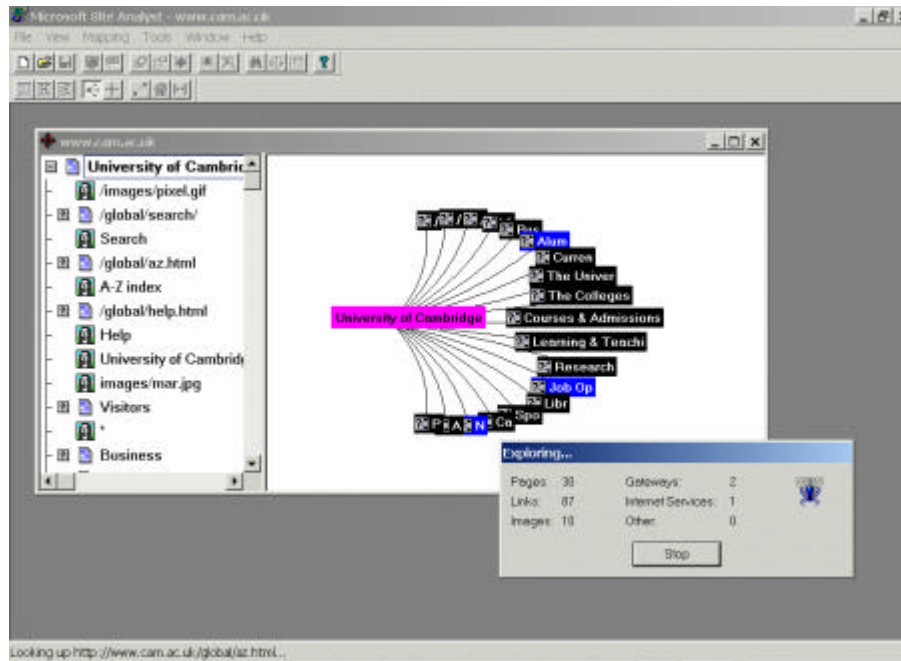 Microsoft Site Analyst - www.cam.ac.uk
File View Mapping Tools Window Help
www.cam.ac.uk
University of Cambric
/images/pixel.gif
/global/search/
Search
/global/az.html
A-Z index
/global/help.html
Help
University of Cambridg
images/mar.jpg
Visitors
*
Business
Bus
Alum
Curren
The Univer
The Colleges
University of Cambridge
Courses & Admissions
Learning & Teachi
Research
Job Op
Libr
Spo
P A N Ca
Exploring...
Pages: 30 Gateways: 2
Links: 87 Internet Services: 1
Images: 10 Other: 0
Stop
Looking up http://www.cam.ac.uk/global/az.html...